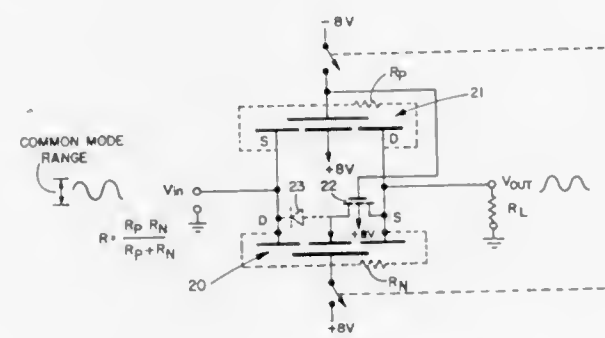 -8V
RP
21
S
D
+8V
COMMON MODE
RANGE
Vin
23
22
VOUT
D
S
+8V
RL
R = RP RN / RP+RN
20
RN
+8V